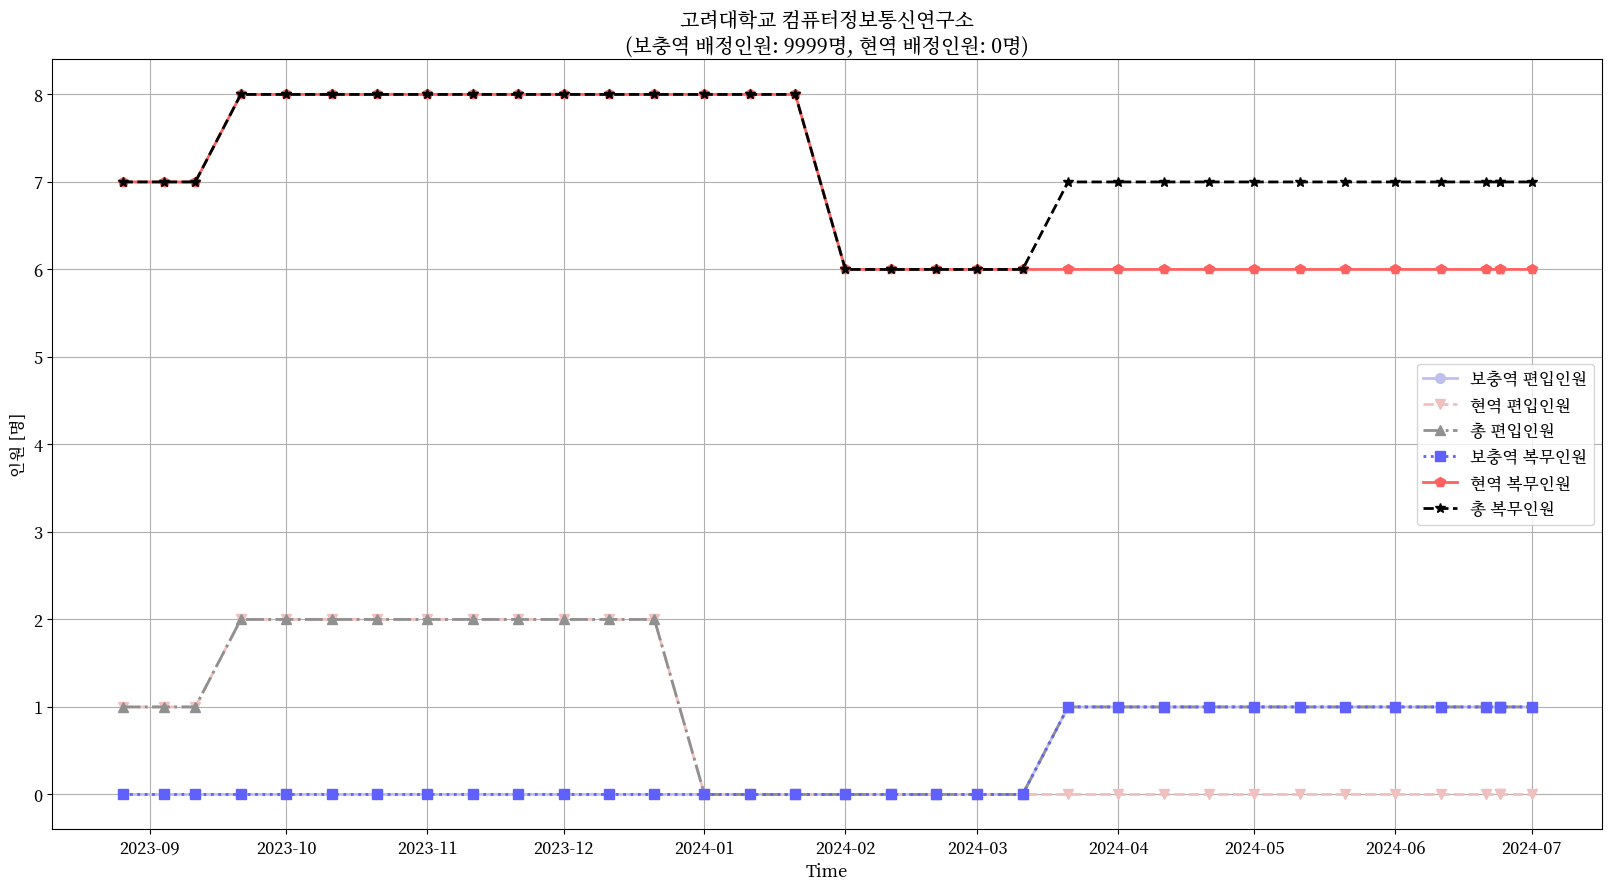 고려대학교 컴퓨터정보통신연구소
(보충역 배정인원: 9999명, 현역 배정인원: 0명)
8
7
6
5
4
3
2
1
0
인원 [명]
보충역 편입인원
현역 편입인원
총 편입인원
보충역 복무인원
현역 복무인원
총 복무인원
2023-09 2023-10 2023-11 2023-12 2024-01 2024-02 2024-03 2024-04 2024-05 2024-06 2024-07
Time